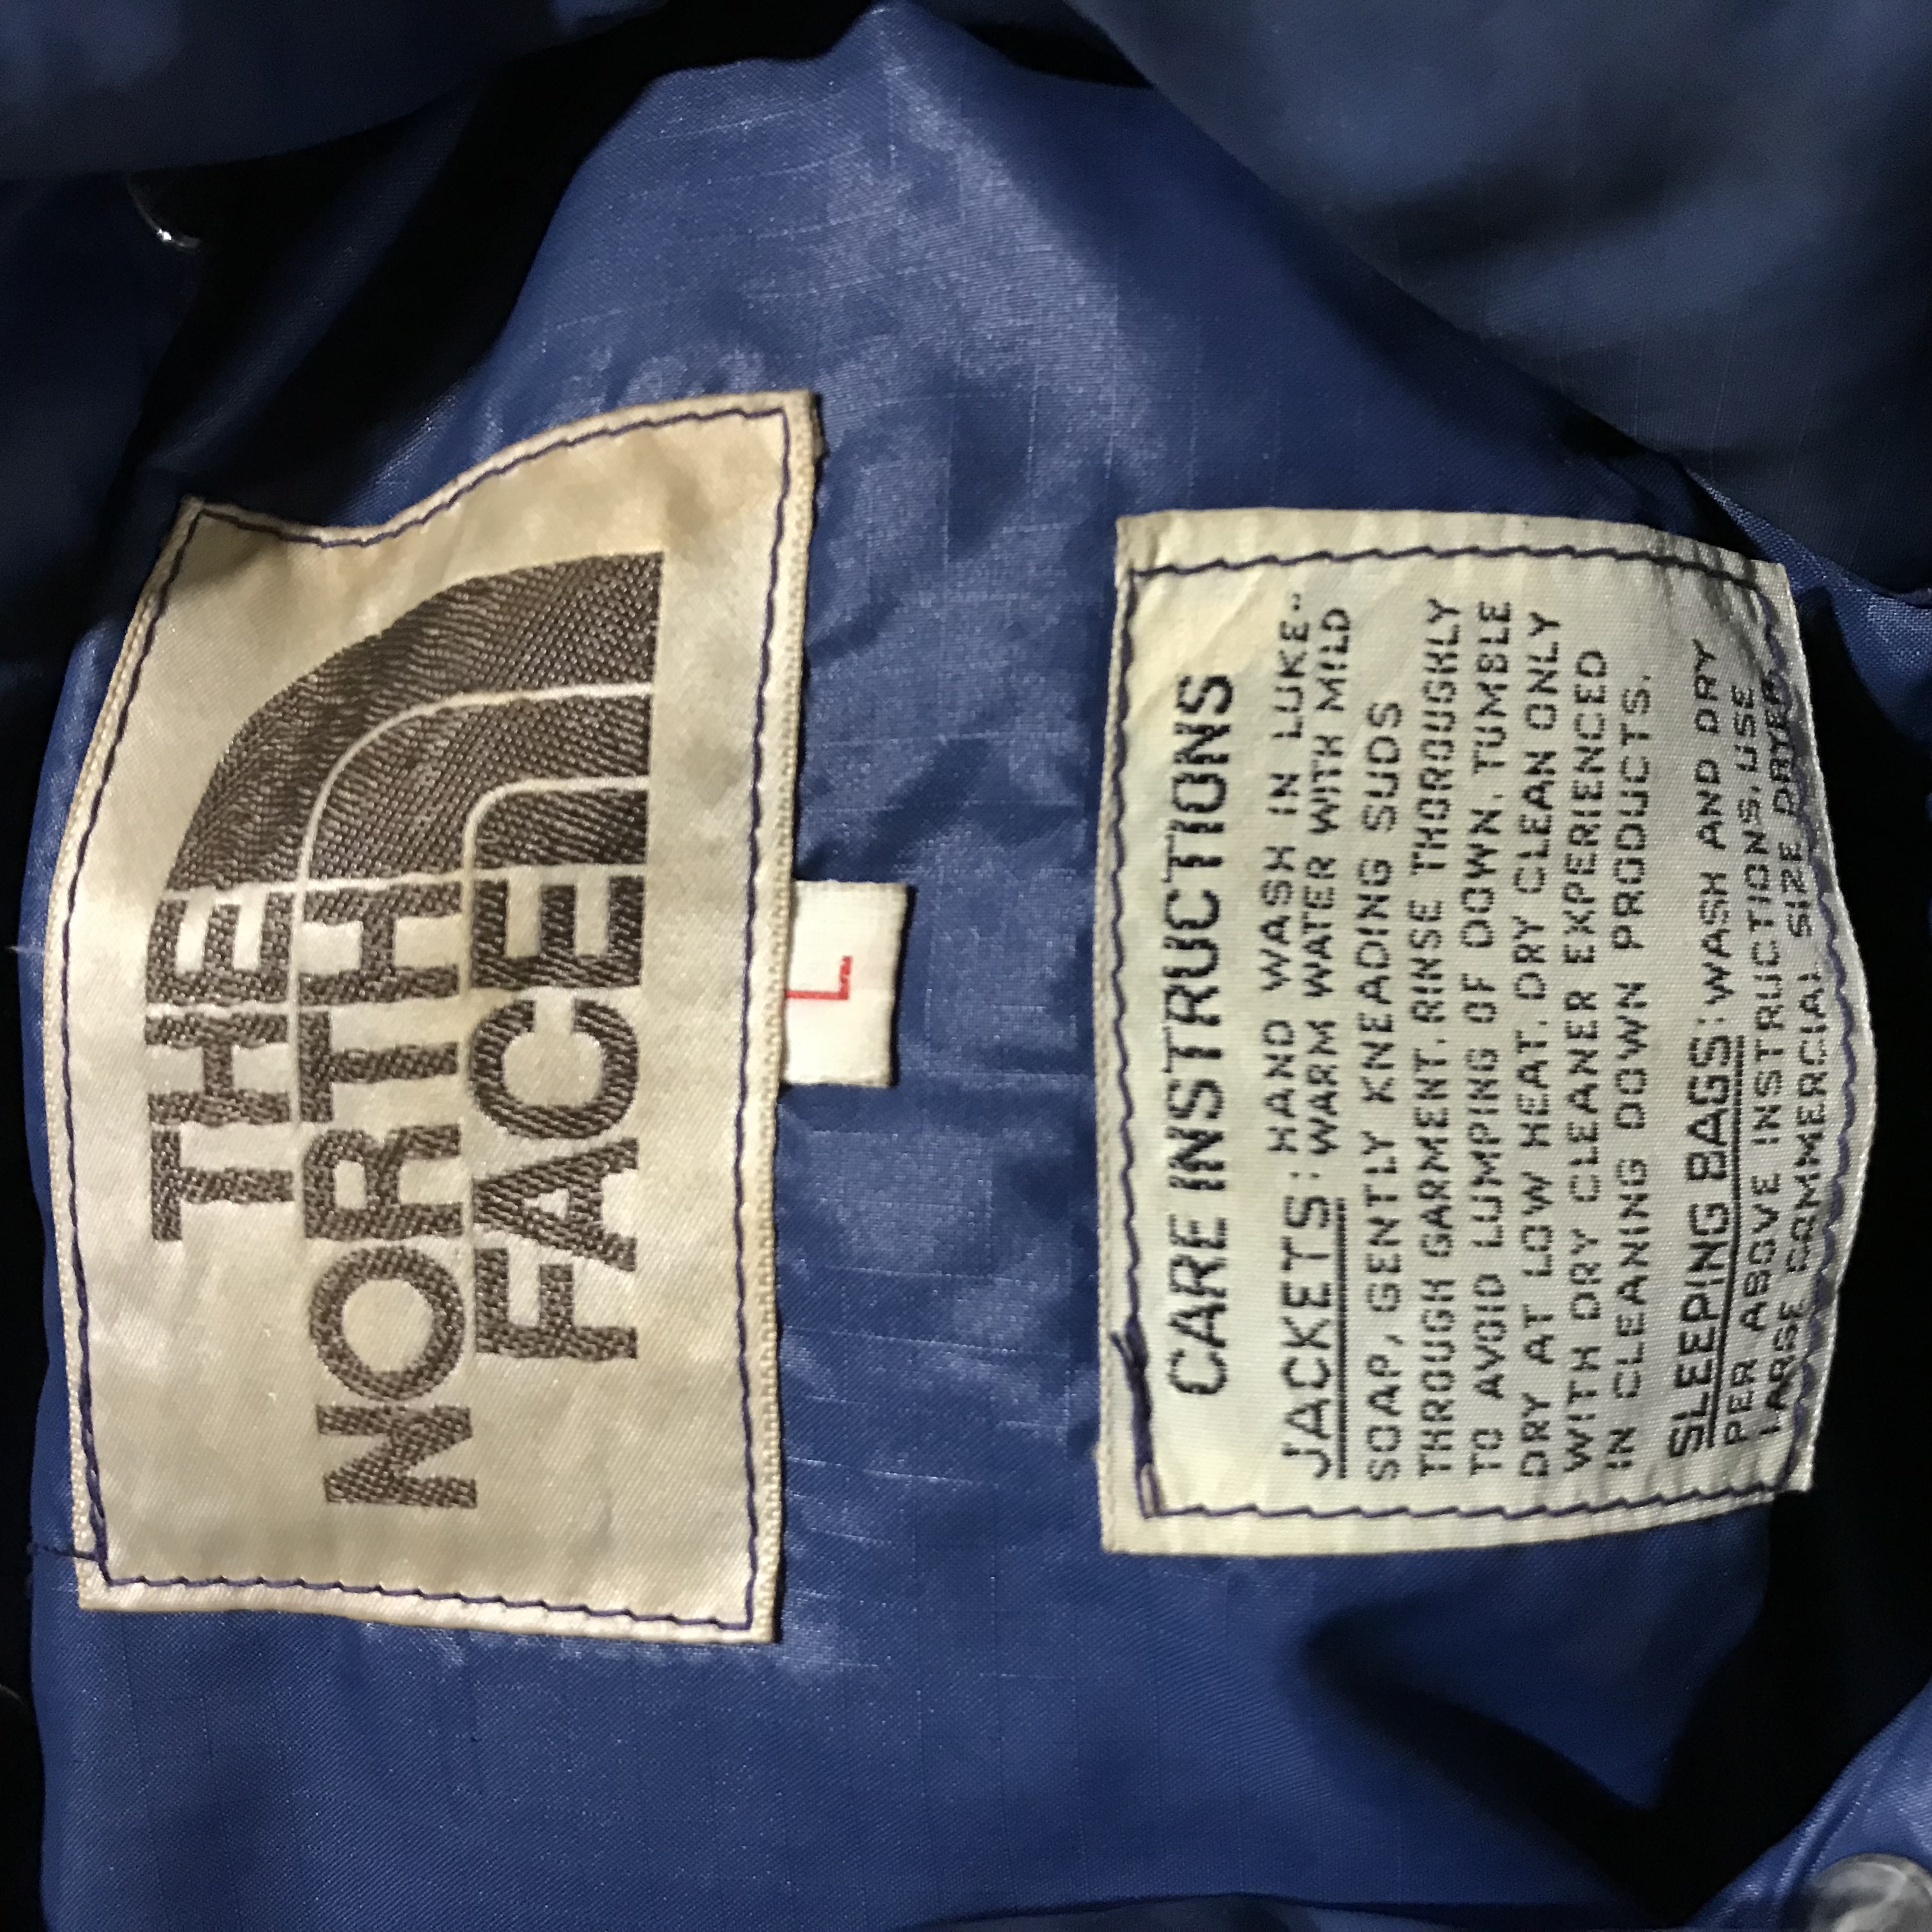 THE
NORTH
FACE
L
CARE INSTRUCTIONS
JACKETS: HAND WASH IN LUKE-
WARM WATER WITH MILD
SOAP, GENTLY KNEADING SUDS
THROUGH GARMENT. RINSE THOROUGHLY
TO AVOID LUMPING OF DOWN. TUMBLE
DRY AT LOW HEAT. DRY CLEAN ONLY
WITH DRY CLEANER EXPERIENCED
IN CLEANING DOWN PRODUCTS.
SLEEPING BAGS: WASH AND DRY
PER ABOVE INSTRUCTIONS, USE
LARGE COMMERCIAL SIZE DRYER